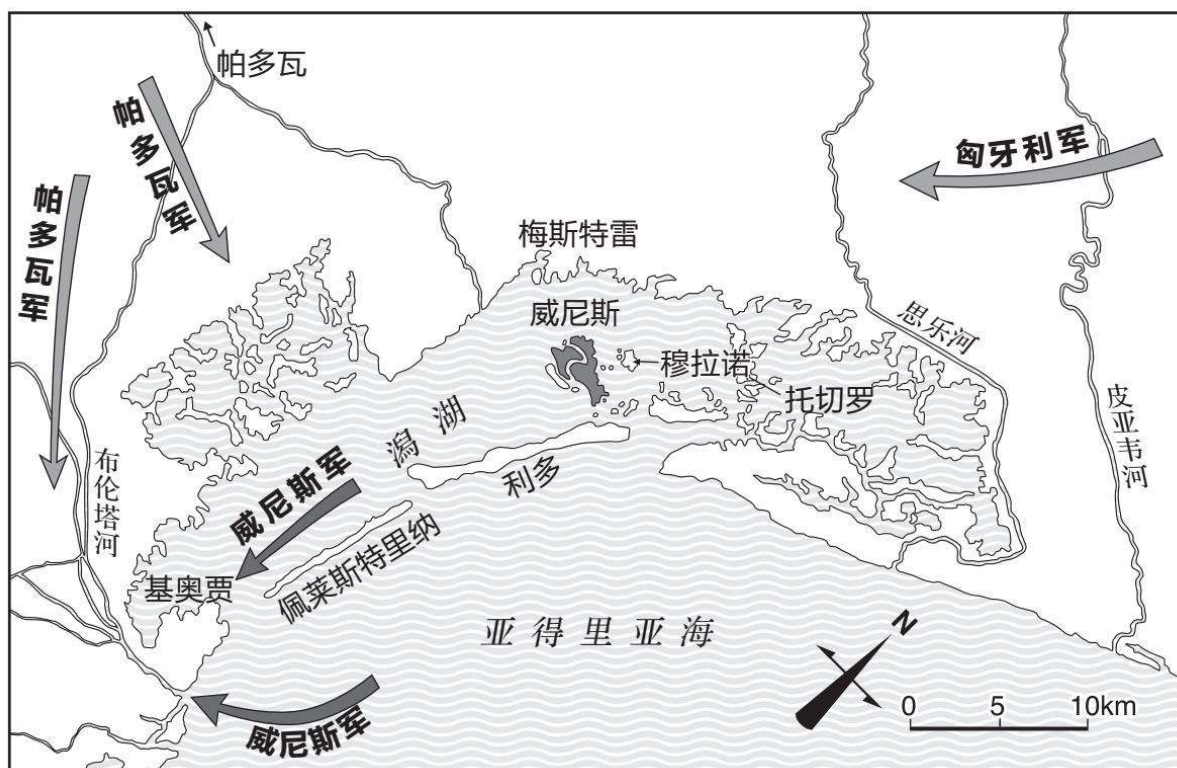 帕多瓦
帕多瓦军
帕多瓦军
匈牙利军
梅斯特雷
威尼斯
穆拉诺
托切罗
思乐河
皮亚韦河
潟湖
利多
威尼斯军
佩莱斯特里纳
布伦塔河
基奥贾
亚得里亚海
威尼斯军
N
0 5 10km